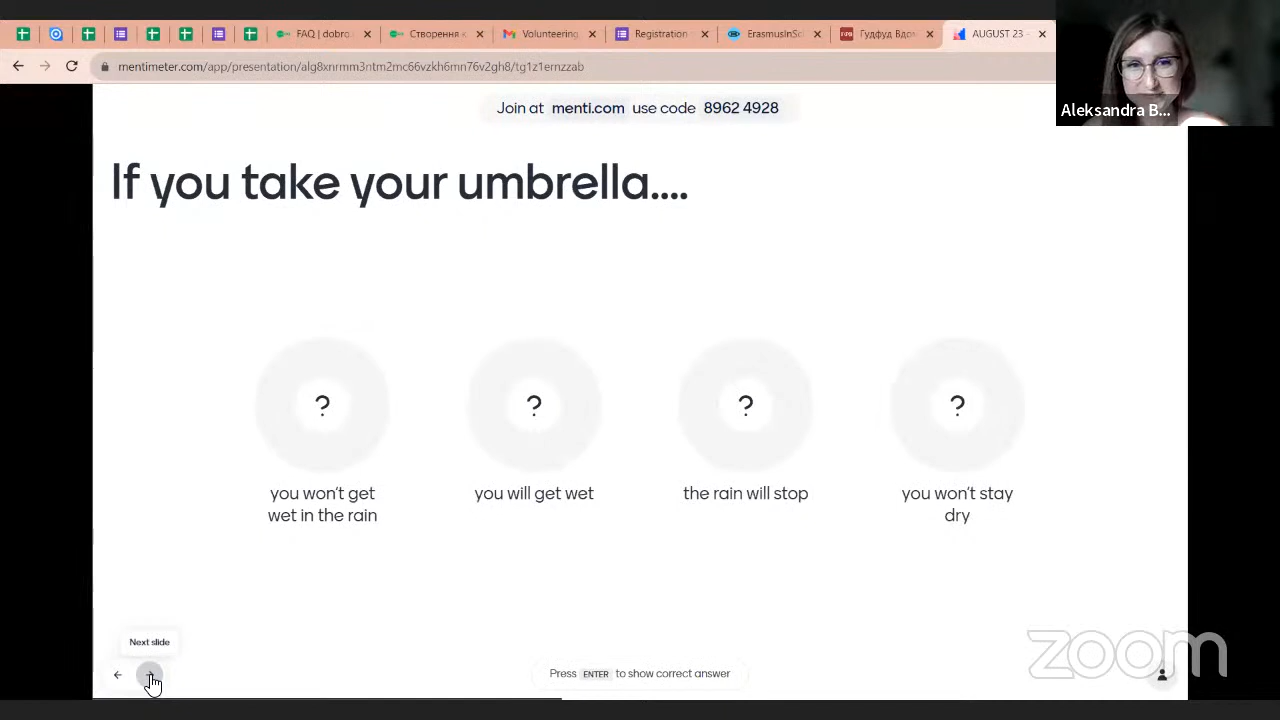 FAQ | dobro.
Створення к
Volunteering
Registration
ErasmusInSc
Гудфуд Вдом
AUGUST 23 -
mentimeter.com/app/presentation/alg8xnrmm3ntm2mc66vzkh6mn76v2gh8/tg1z1ernzzab
Aleksandra B...
Join at menti.com use code 8962 4928
If you take your umbrella....
?
?
?
?
you won't get
wet in the rain
you will get wet
the rain will stop
you won't stay
dry
Next slide
Press ENTER to show correct answer
zoom